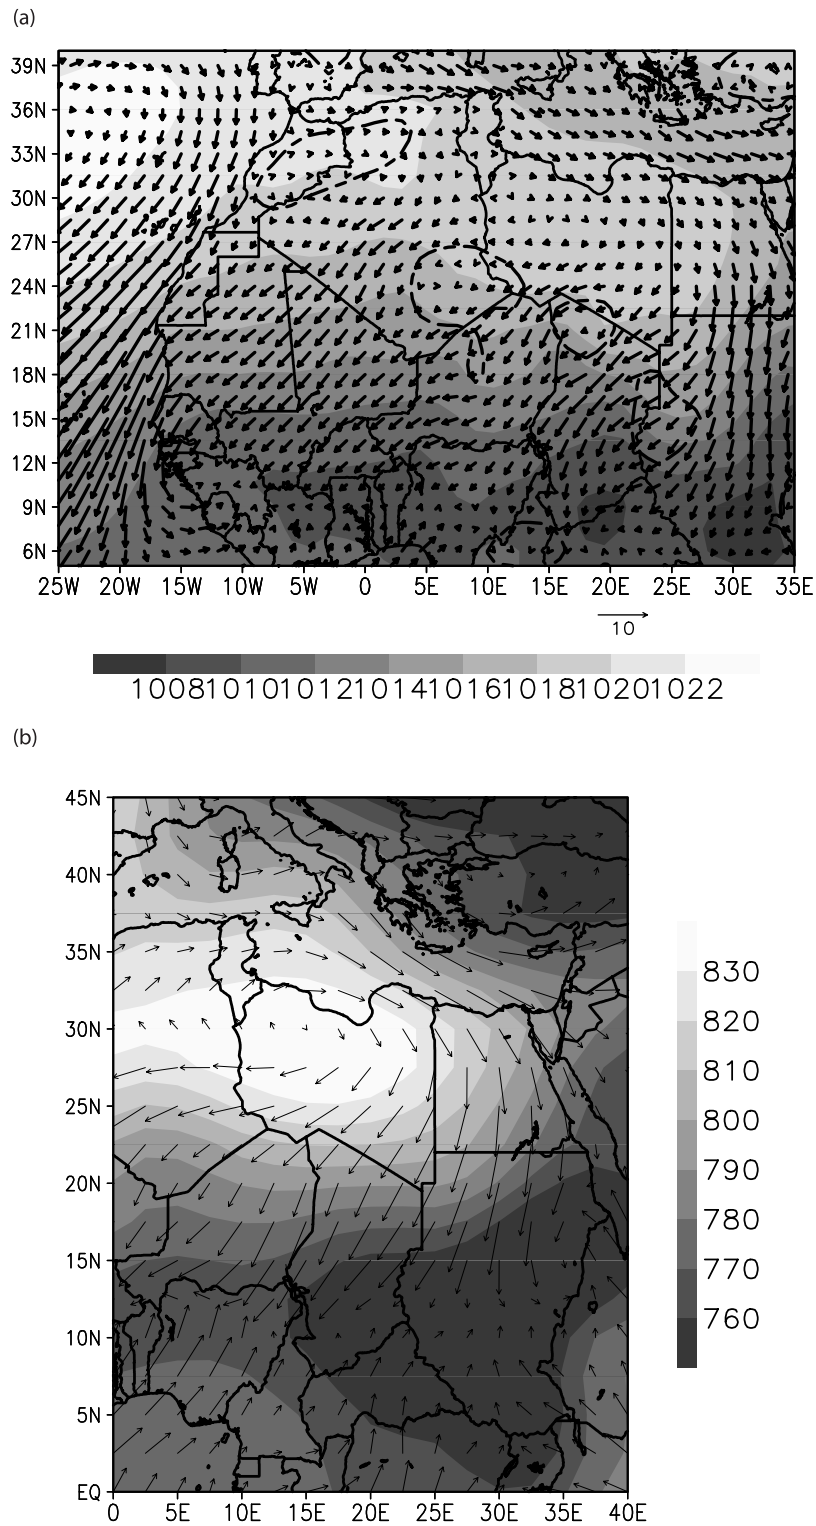 (a)
39N
36N
33N
30N
27N
24N
21N
18N
15N
12N
9N
6N
25W 20W 15W 10W 5W 0 5E 10E 15E 20E 25E 30E 35E
10
10081010101210141016101810201022
(b)
45N
40N
35N
30N
25N
20N
15N
10N
5N
EQ
0 5E 10E 15E 20E 25E 30E 35E 40E
830
820
810
800
790
780
770
760